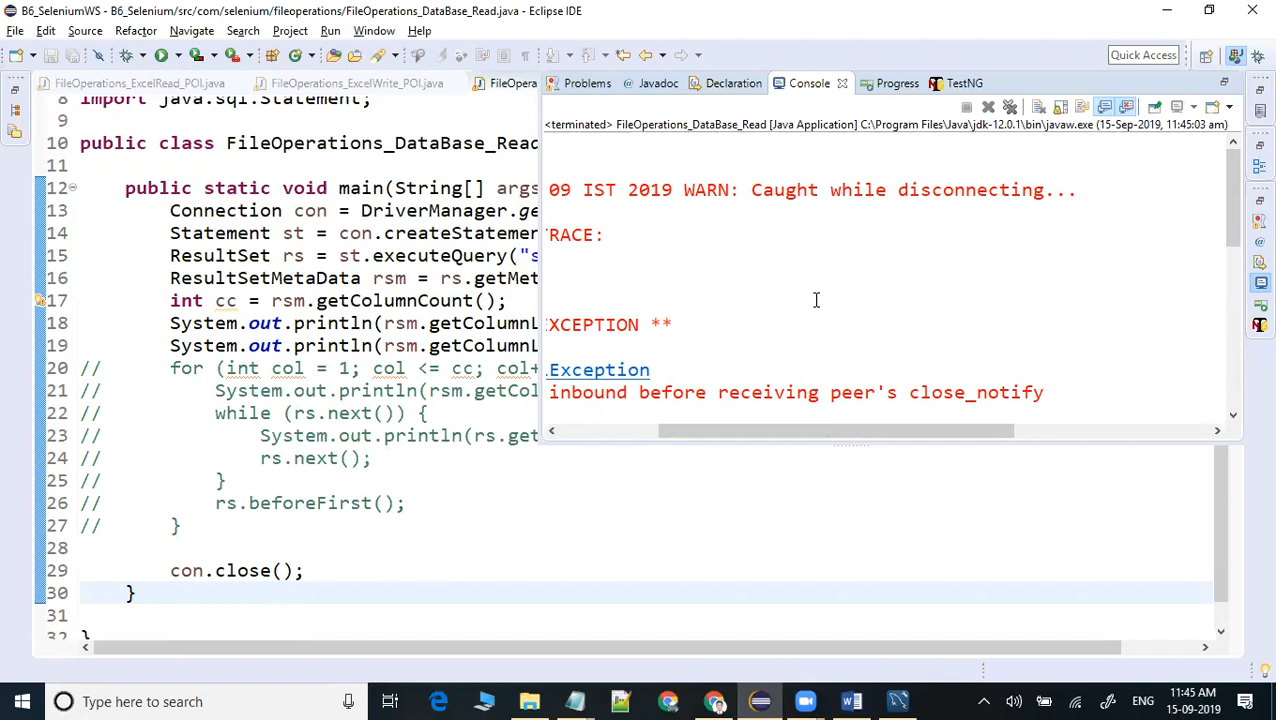 B6_SeleniumWS - B6_Selenium/src/com/selenium/fileoperations/FileOperations_DataBase_Read.java - Eclipse IDE
File Edit Source Refactor Navigate Search Project Run Window Help
Quick Access
FileOperations_ExcelRead_POI.java FileOperations_ExcelWrite_POI.java FileOpera
Problems @ Javadoc Declaration Console Progress TestNG
<terminated> FileOperations_DataBase_Read [Java Application] C:\Program Files\Java\jdk-12.0.1\bin\javaw.exe (15-Sep-2019, 11:45:03 am)
09 IST 2019 WARN: Caught while disconnecting...
RACE:
EXCEPTION **
.Exception
inbound before receiving peer's close_notify
8 import java.sql.Statement;
9
10 public class FileOperations_DataBase_Read
11
12 public static void main(String[] args
13 Connection con = DriverManager.ge
14 Statement st = con.createStatemen
15 ResultSet rs = st.executeQuery("s
16 ResultSetMetaData rsm = rs.getMet
17 int cc = rsm.getColumnCount();
18 System.out.println(rsm.getColumnL
19 System.out.println(rsm.getColumnL
20 // for (int col = 1; col <= cc; col+
21 // System.out.println(rsm.getCol
22 // while (rs.next()) {
23 // System.out.println(rs.get
24 // rs.next();
25 // }
26 // rs.beforeFirst();
27 // }
28
29 con.close();
30 }
31
32 }
Type here to search
ENG
11:45 AM
15-09-2019